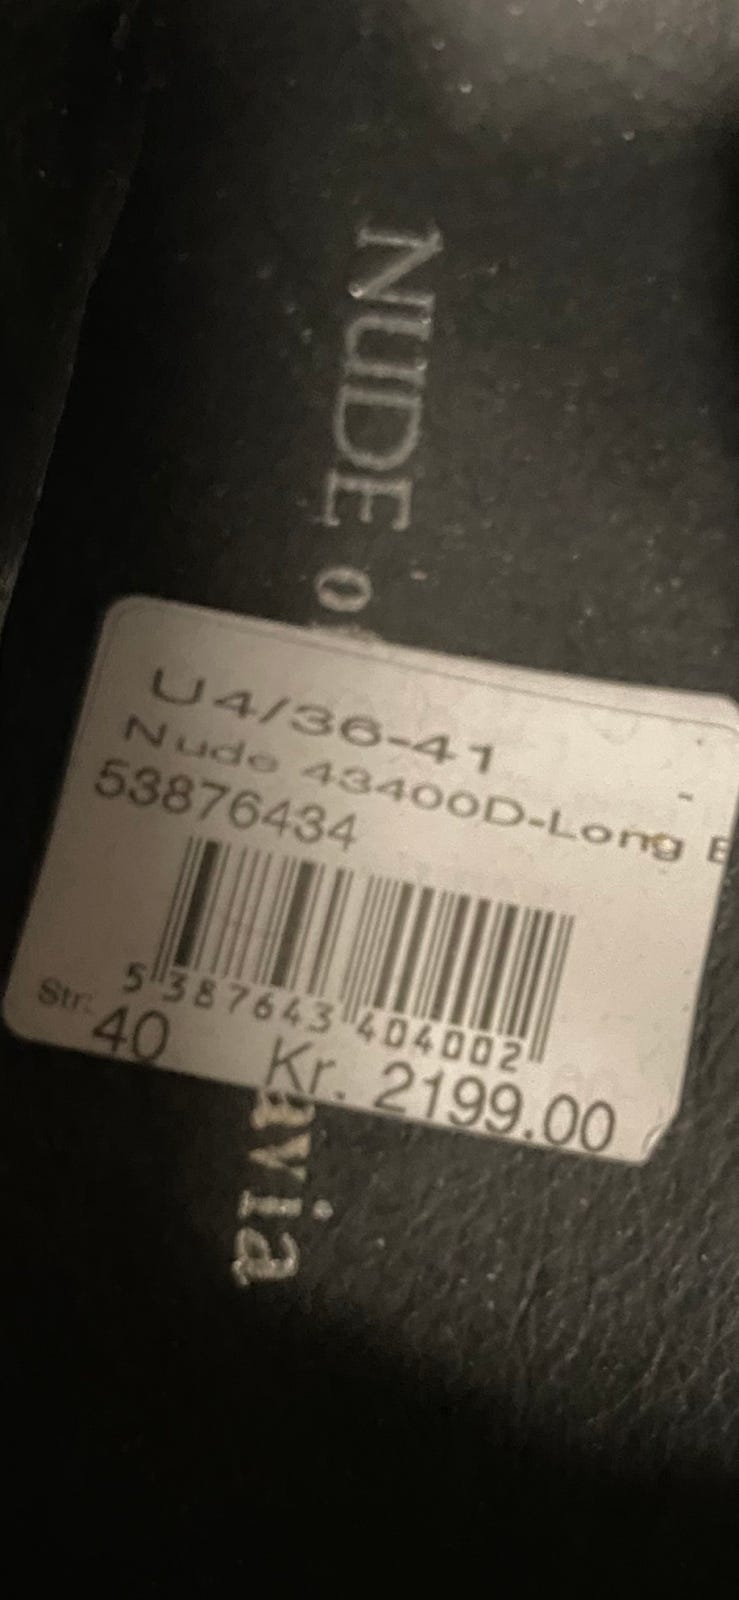 NUDE
U4/36-41
Nude 43400D-Long
53876434
5 387643 404002
Str: 40 Kr. 2199.00
avia